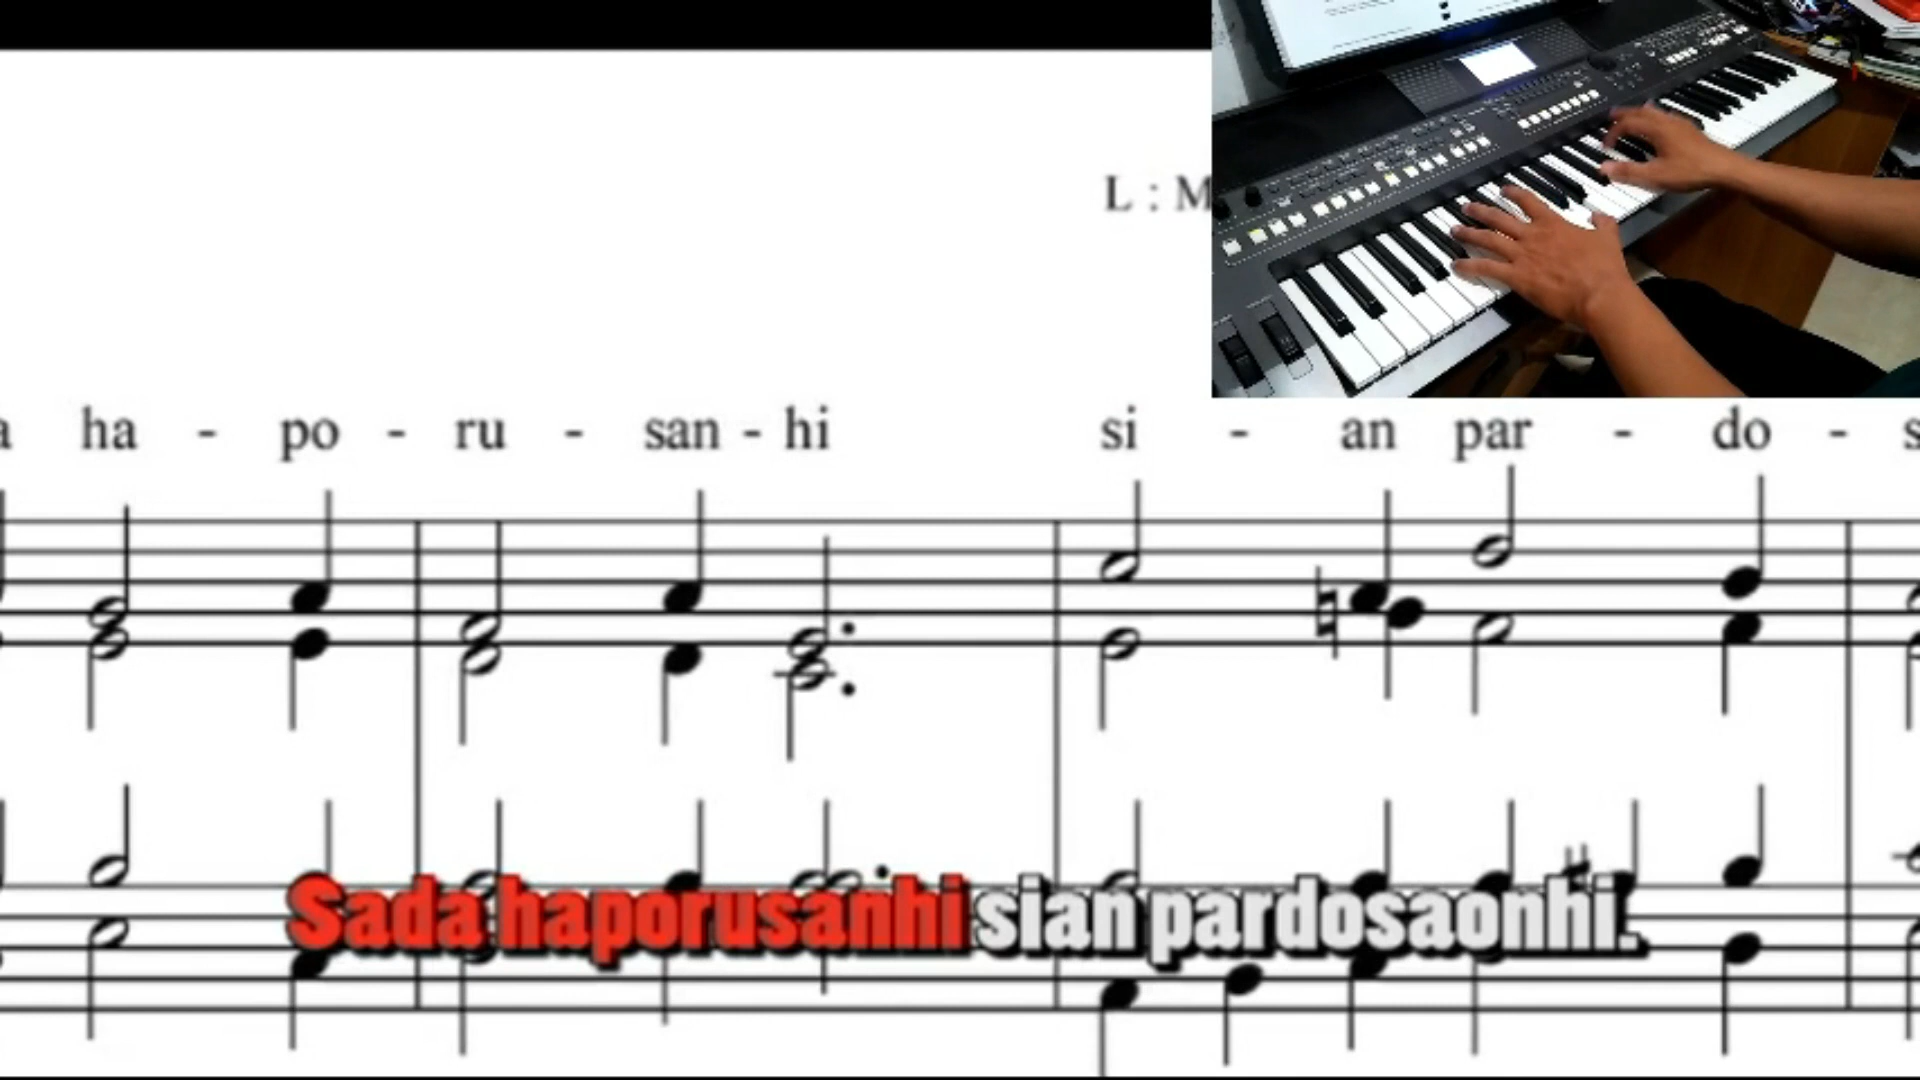 L : M
ha - po - ru - san - hi si - an par - do -
Sada haporusanhi sian pardosaonhi.